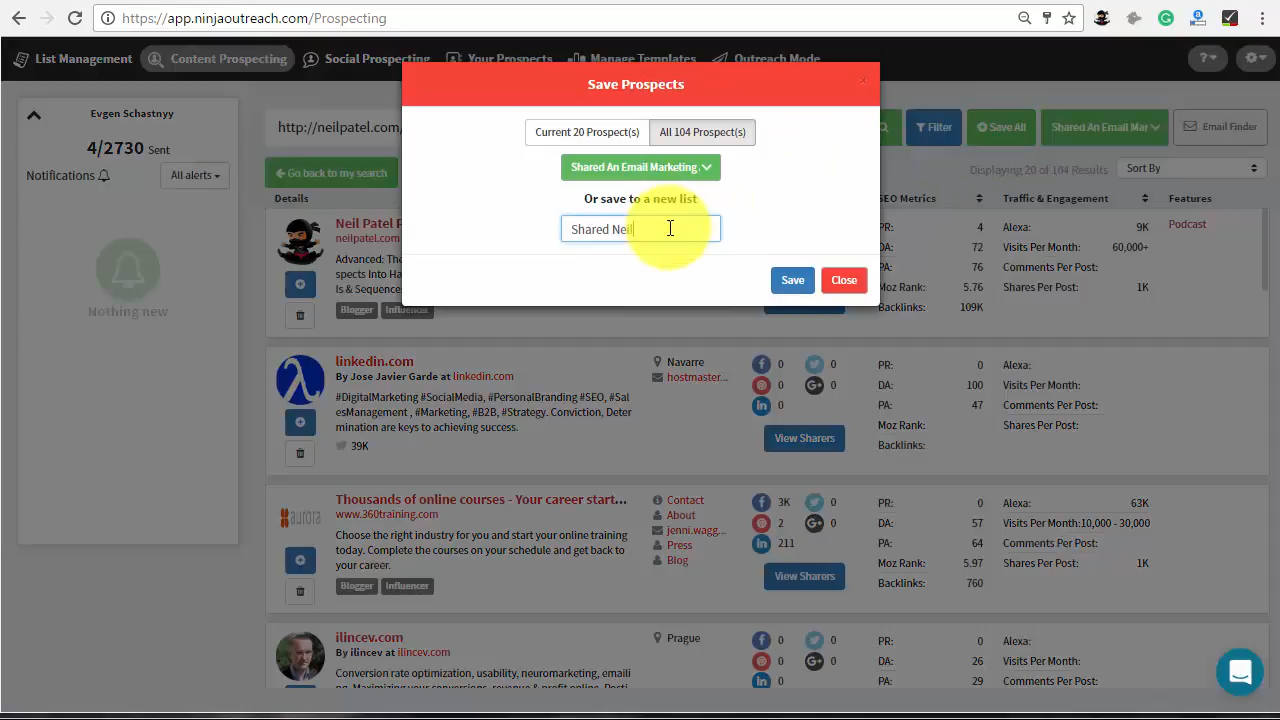 https://app.ninjaoutreach.com/Prospecting
List Management
Content Prospecting
Social Prospecting
Your Prospects
Manage Templates
Outreach Mode
?
Save Prospects
×
Current 20 Prospect(s)
All 104 Prospect(s)
Shared An Email Marketing
Or save to a new list
Shared Neil
Save
Close
Evgen Schastnyy
4/2730 Sent
Notifications
All alerts
Nothing new
http://neilpatel.com/
Filter
Save All
Shared An Email Mar
Email Finder
Go back to my search
Displaying 20 of 104 Results
Sort By
Details
SEO Metrics
Traffic & Engagement
Features
Neil Patel
neilpatel.com
Advanced: The
spects Into Ha
ls & Sequences
Blogger
Influencer
PR: 4
DA: 72
PA: 76
Moz Rank: 5.76
Backlinks: 109K
Alexa: 9K
Visits Per Month: 60,000+
Comments Per Post:
Shares Per Post: 1K
Podcast
linkedin.com
By Jose Javier Garde at linkedin.com
#DigitalMarketing #SocialMedia, #PersonalBranding #SEO, #Sal
esManagement , #Marketing, #B2B, #Strategy. Conviction, Deter
mination are keys to achieving success.
39K
Navarre
hostmaster...
0 0
0 0
0
View Sharers
PR: 0
DA: 100
PA: 47
Moz Rank:
Backlinks:
Alexa:
Visits Per Month:
Comments Per Post:
Shares Per Post:
aurora
Thousands of online courses - Your career start...
www.360training.com
Choose the right industry for you and start your online training
today. Complete the courses on your schedule and get back to
your career.
Blogger
Influencer
Contact
About
jenni.wagg...
Press
Blog
3K 0
2 0
211
View Sharers
PR: 0
DA: 57
PA: 64
Moz Rank: 5.97
Backlinks: 760
Alexa: 63K
Visits Per Month:10,000 - 30,000
Comments Per Post:
Shares Per Post: 1K
ilincev.com
By ilincev at ilincev.com
Conversion rate optimization, usability, neuromarketing, emaili
Prague
0 0
0 0
0
PR: 0
DA: 26
PA: 29
Alexa:
Visits Per Month:
Comments Per Post: